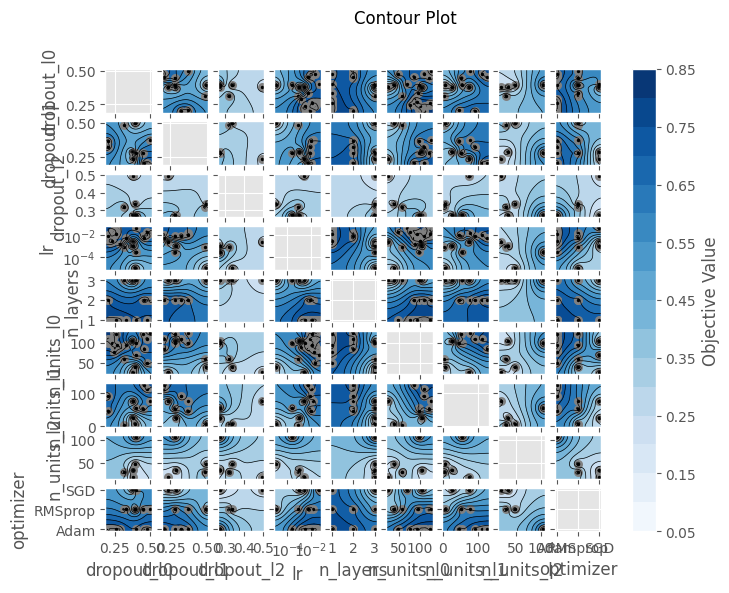 Contour Plot
dropout_l0
0.50
0.25
dropout_l1
0.50
0.25
dropout_l2
0.5
0.4
0.3
lr
10⁻²
10⁻⁴
n_layers
3
2
1
n_units_l0
100
50
n_units_l1
100
0
n_units_l2
100
50
optimizer
SGD
RMSprop
Adam
0.25 0.50 0.25 0.50 0.3 0.4 0.5 10⁻⁴ 10⁻² 1 2 3 50 100 0 100 50 100 Adam RMSprop SGD
dropout_l0 dropout_l1 dropout_l2 lr n_layers n_units_l0 n_units_l1 n_units_l2 optimizer
0.85
0.75
0.65
0.55
0.45
0.35
0.25
0.15
0.05
Objective Value